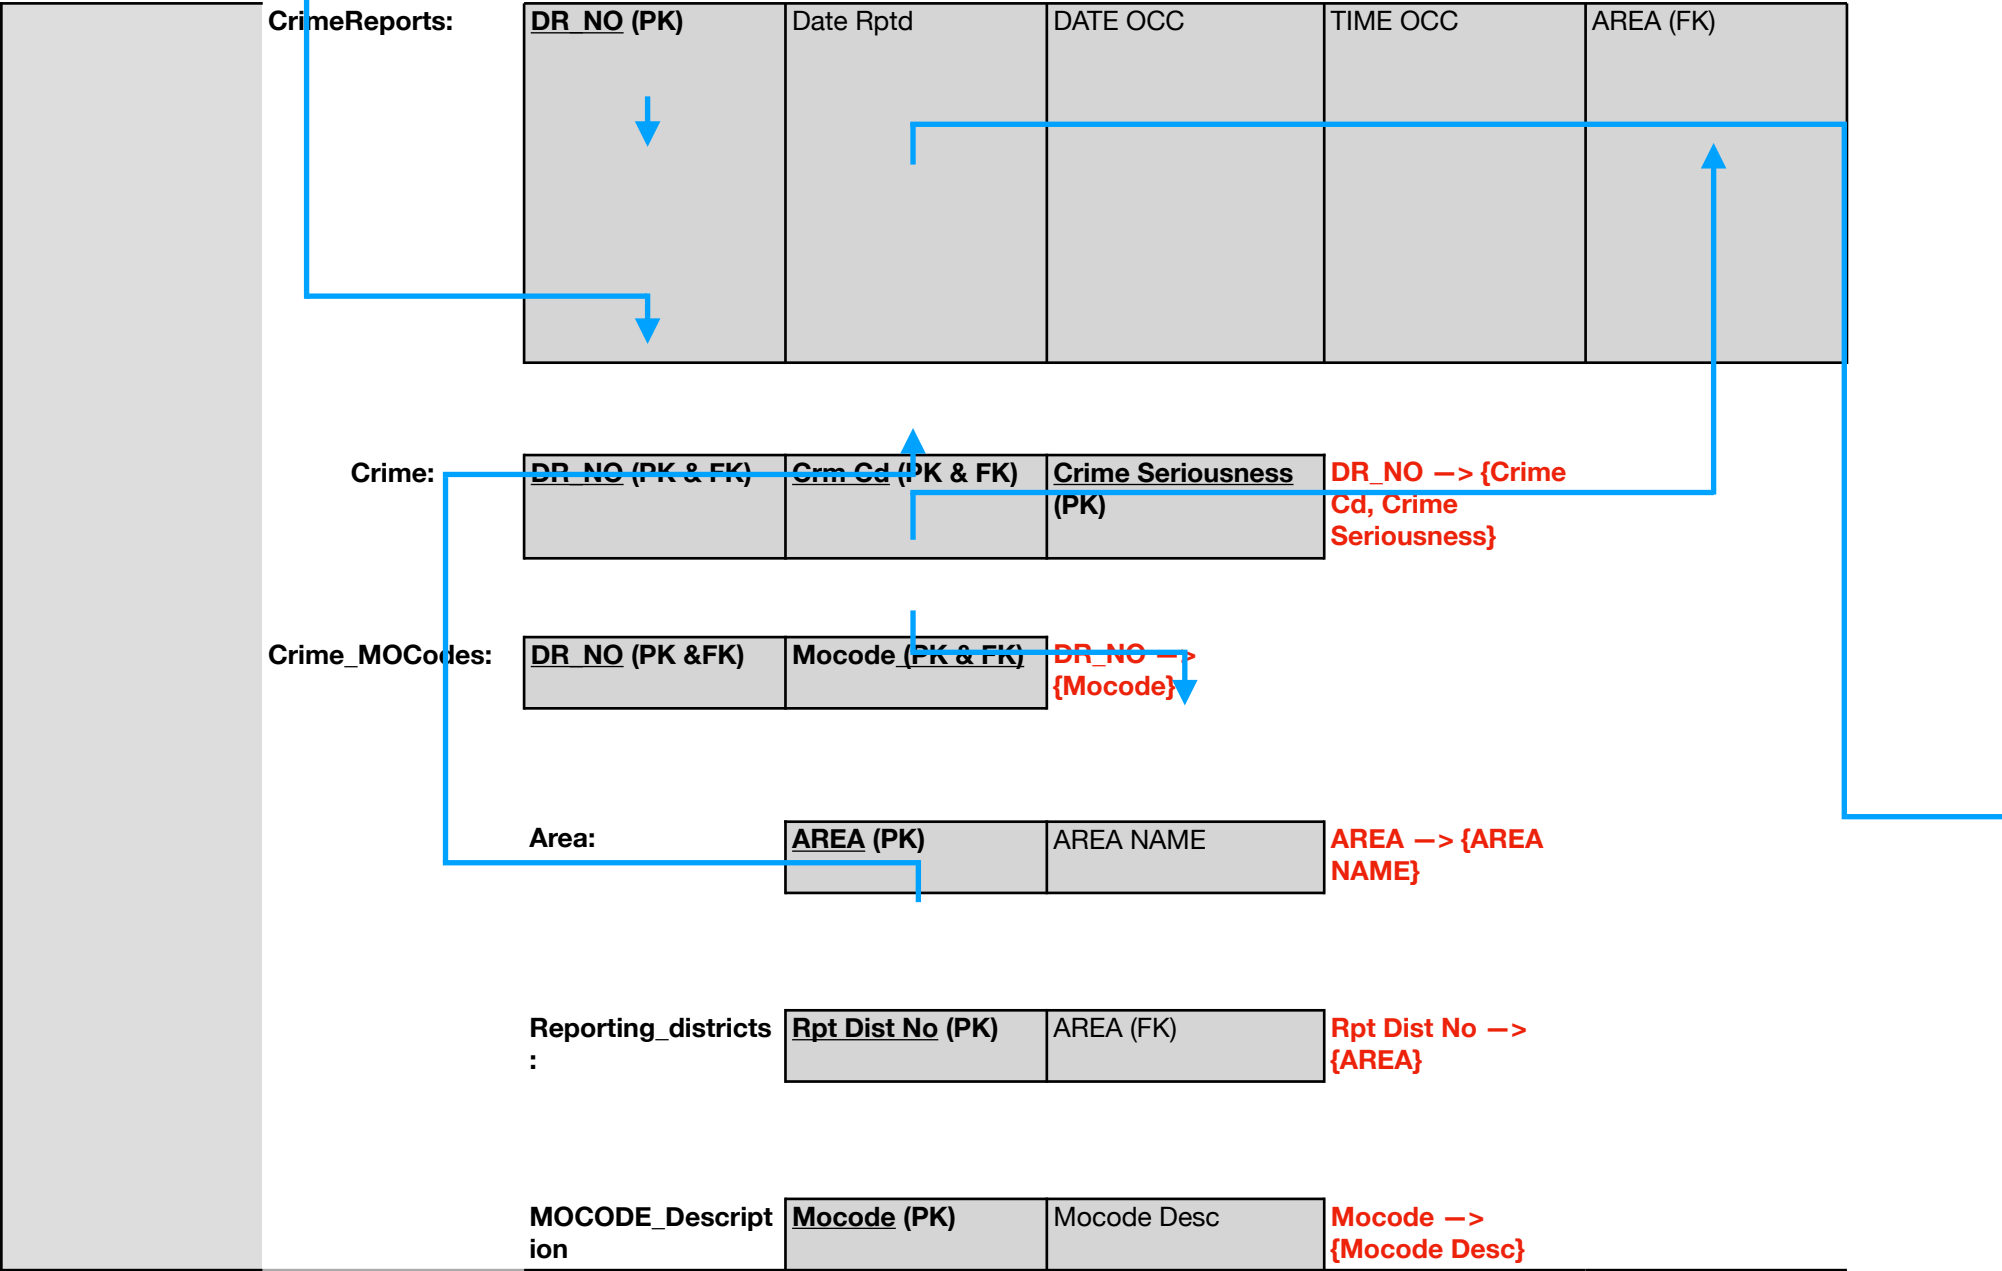 CrimeReports: DR_NO (PK) Date Rptd DATE OCC TIME OCC AREA (FK)
Crime: DR_NO (PK & FK) Crm Cd (PK & FK) Crime Seriousness DR_NO —> {Crime
(PK) Cd, Crime
Seriousness}
Crime_MOCodes: DR_NO (PK &FK) Mocode (PK & FK) DR_NO —>
{Mocode}
Area: AREA (PK) AREA NAME AREA —> {AREA
NAME}
Reporting_districts Rpt Dist No (PK) AREA (FK) Rpt Dist No —>
: {AREA}
MOCODE_Descript Mocode (PK) Mocode Desc Mocode —>
ion {Mocode Desc}